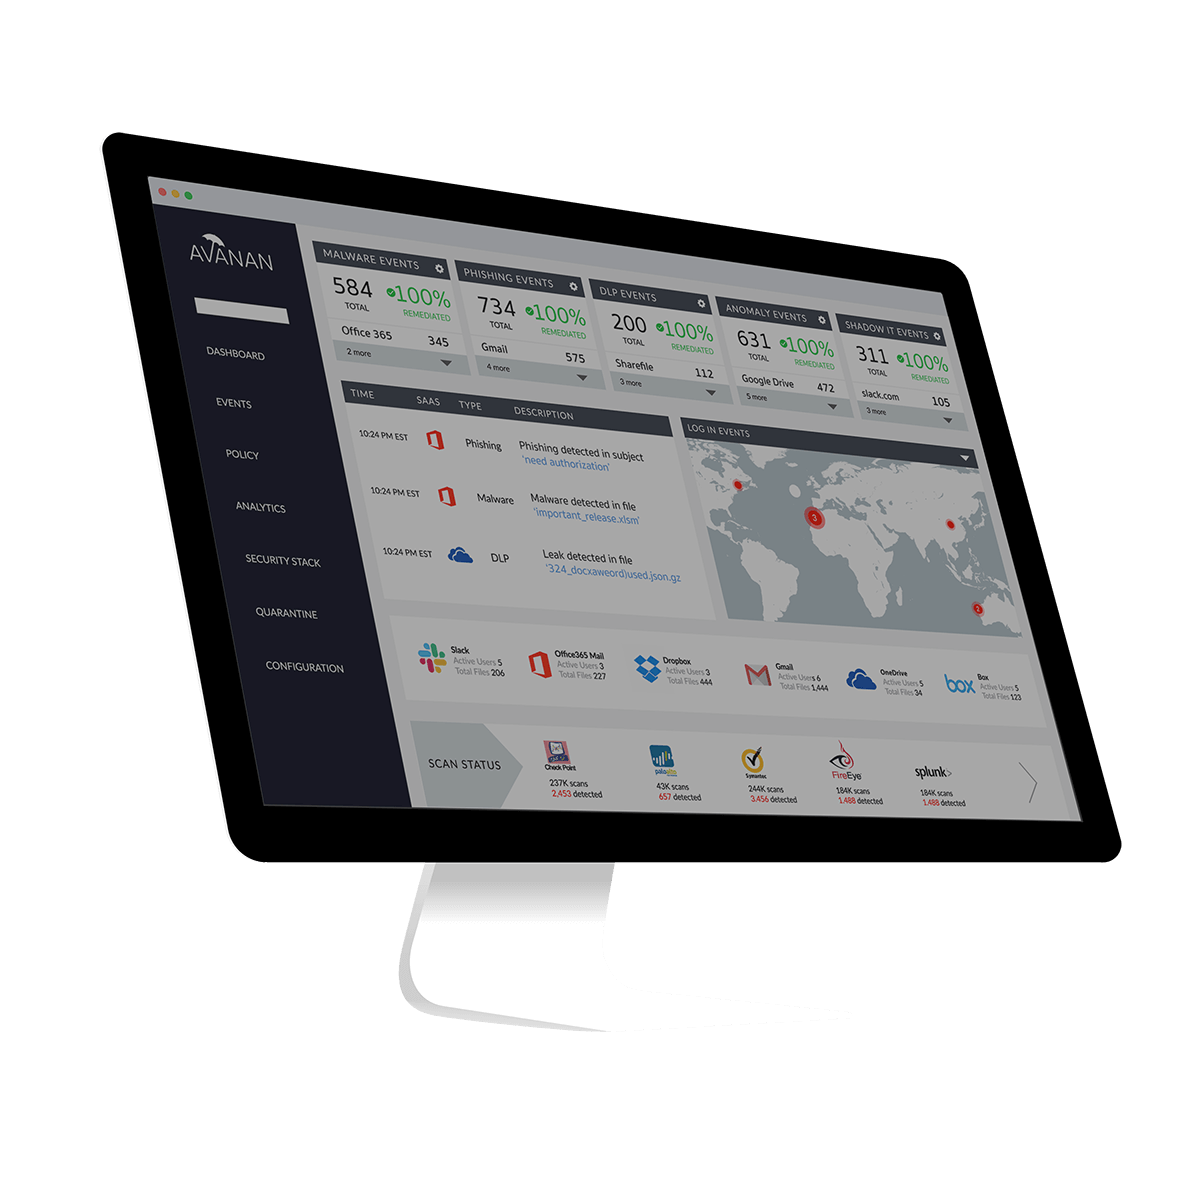 AVANAN
DASHBOARD
EVENTS
POLICY
ANALYTICS
SECURITY STACK
QUARANTINE
CONFIGURATION
MALWARE EVENTS
584
TOTAL
100%
REMEDIATED
Office 365 345
2 more
PHISHING EVENTS
734
TOTAL
100%
REMEDIATED
Gmail 575
4 more
DLP EVENTS
200
TOTAL
100%
REMEDIATED
Sharefile 112
3 more
ANOMALY EVENTS
631
TOTAL
100%
REMEDIATED
Google Drive 472
5 more
SHADOW IT EVENTS
311
TOTAL
100%
REMEDIATED
slack.com 105
3 more
TIME SAAS TYPE DESCRIPTION
10:24 PM EST Phishing Phishing detected in subject
'need authorization'
10:24 PM EST Malware Malware detected in file
'important_release.xlsm'
10:24 PM EST DLP Leak detected in file
'324_docxaweord)used.json.gz
LOG IN EVENTS
3
2
Slack
Active Users 5
Total Files 206
Office365 Mail
Active Users 3
Total Files 227
Dropbox
Active Users 3
Total Files 444
Gmail
Active Users 6
Total Files 1,444
OneDrive
Active Users 5
Total Files 34
box
Box
Active Users 5
Total Files 123
SCAN STATUS
Check Point
237K scans
2,453 detected
paloalto
43K scans
657 detected
Symantec
244K scans
3.456 detected
FireEye
184K scans
1.488 detected
splunk>
184K scans
1.488 detected